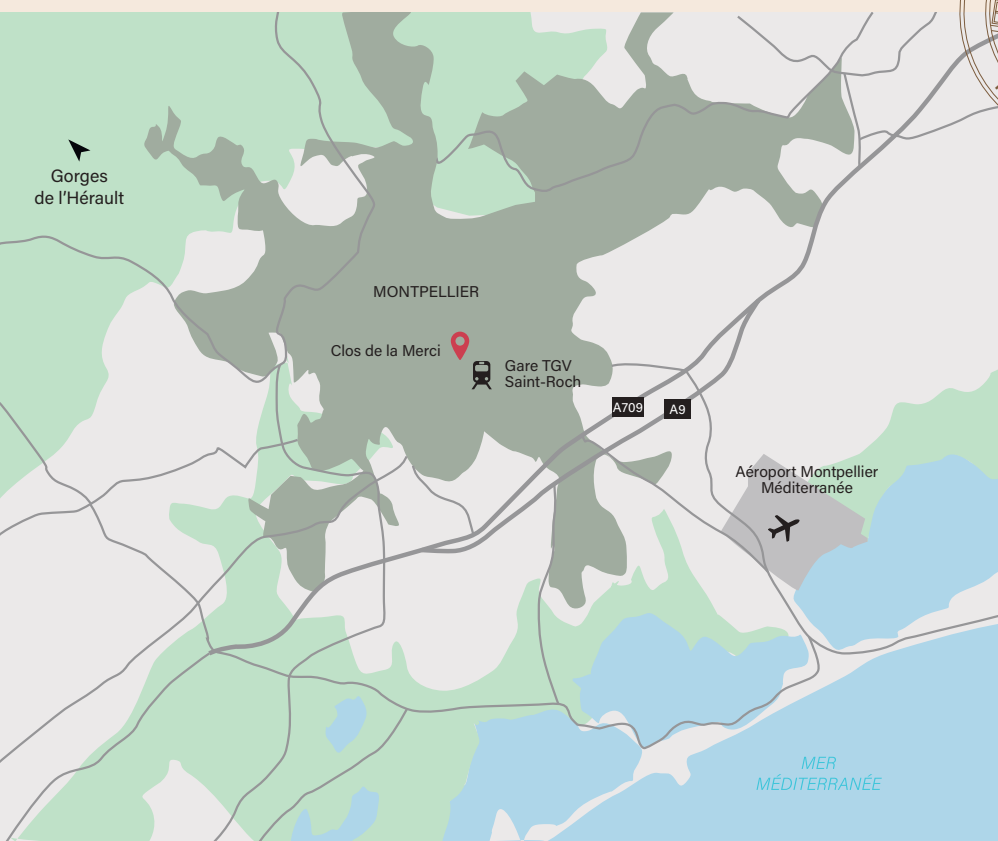 Gorges
de l’Hérault
MONTPELLIER
Clos de la Merci
Gare TGV
Saint-Roch
A709
A9
Aéroport Montpellier
Méditerranée
MER
MÉDITERRANÉE